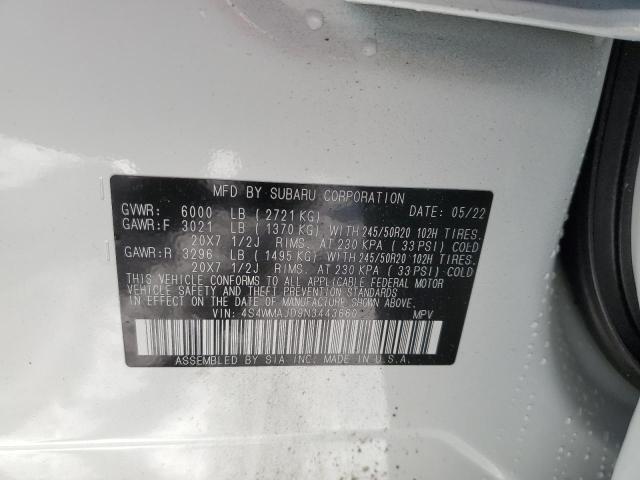 MFD BY SUBARU CORPORATION
GVWR: 6000 LB ( 2721 KG) DATE: 05/22
GAWR:F 3021 LB ( 1370 KG) WITH 245/50R20 102H TIRES.
20X7 1/2J RIMS. AT 230 KPA ( 33 PSI) COLD
GAWR:R 3296 LB ( 1495 KG) WITH 245/50R20 102H TIRES.
20X7 1/2J RIMS. AT 230 KPA ( 33 PSI) COLD
THIS VEHICLE CONFORMS TO ALL APPLICABLE FEDERAL MOTOR
VEHICLE SAFETY STANDARDS IN EFFECT ON THE DATE OF
MANUFACTURE SHOWN ABOVE.
VIN: 4S4WMAJD9N3443660 MPV
ASSEMBLED BY SIA INC. MADE IN U.S.A.